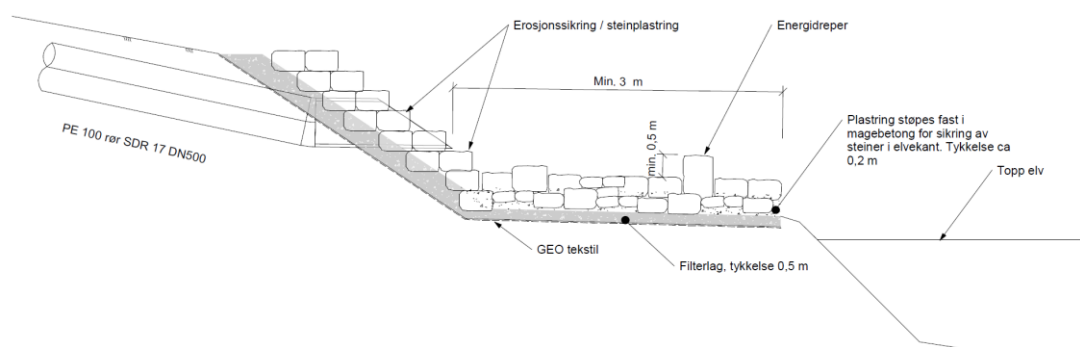 Erosjonssikring / steinplastring
Energidreper
Min. 3 m
min. 0,5 m
PE 100 rør SDR 17 DN500
Plastring støpes fast i
magebetong for sikring av
steiner i elvekant. Tykkelse ca
0,2 m
Topp elv
GEO tekstil
Filterlag, tykkelse 0,5 m